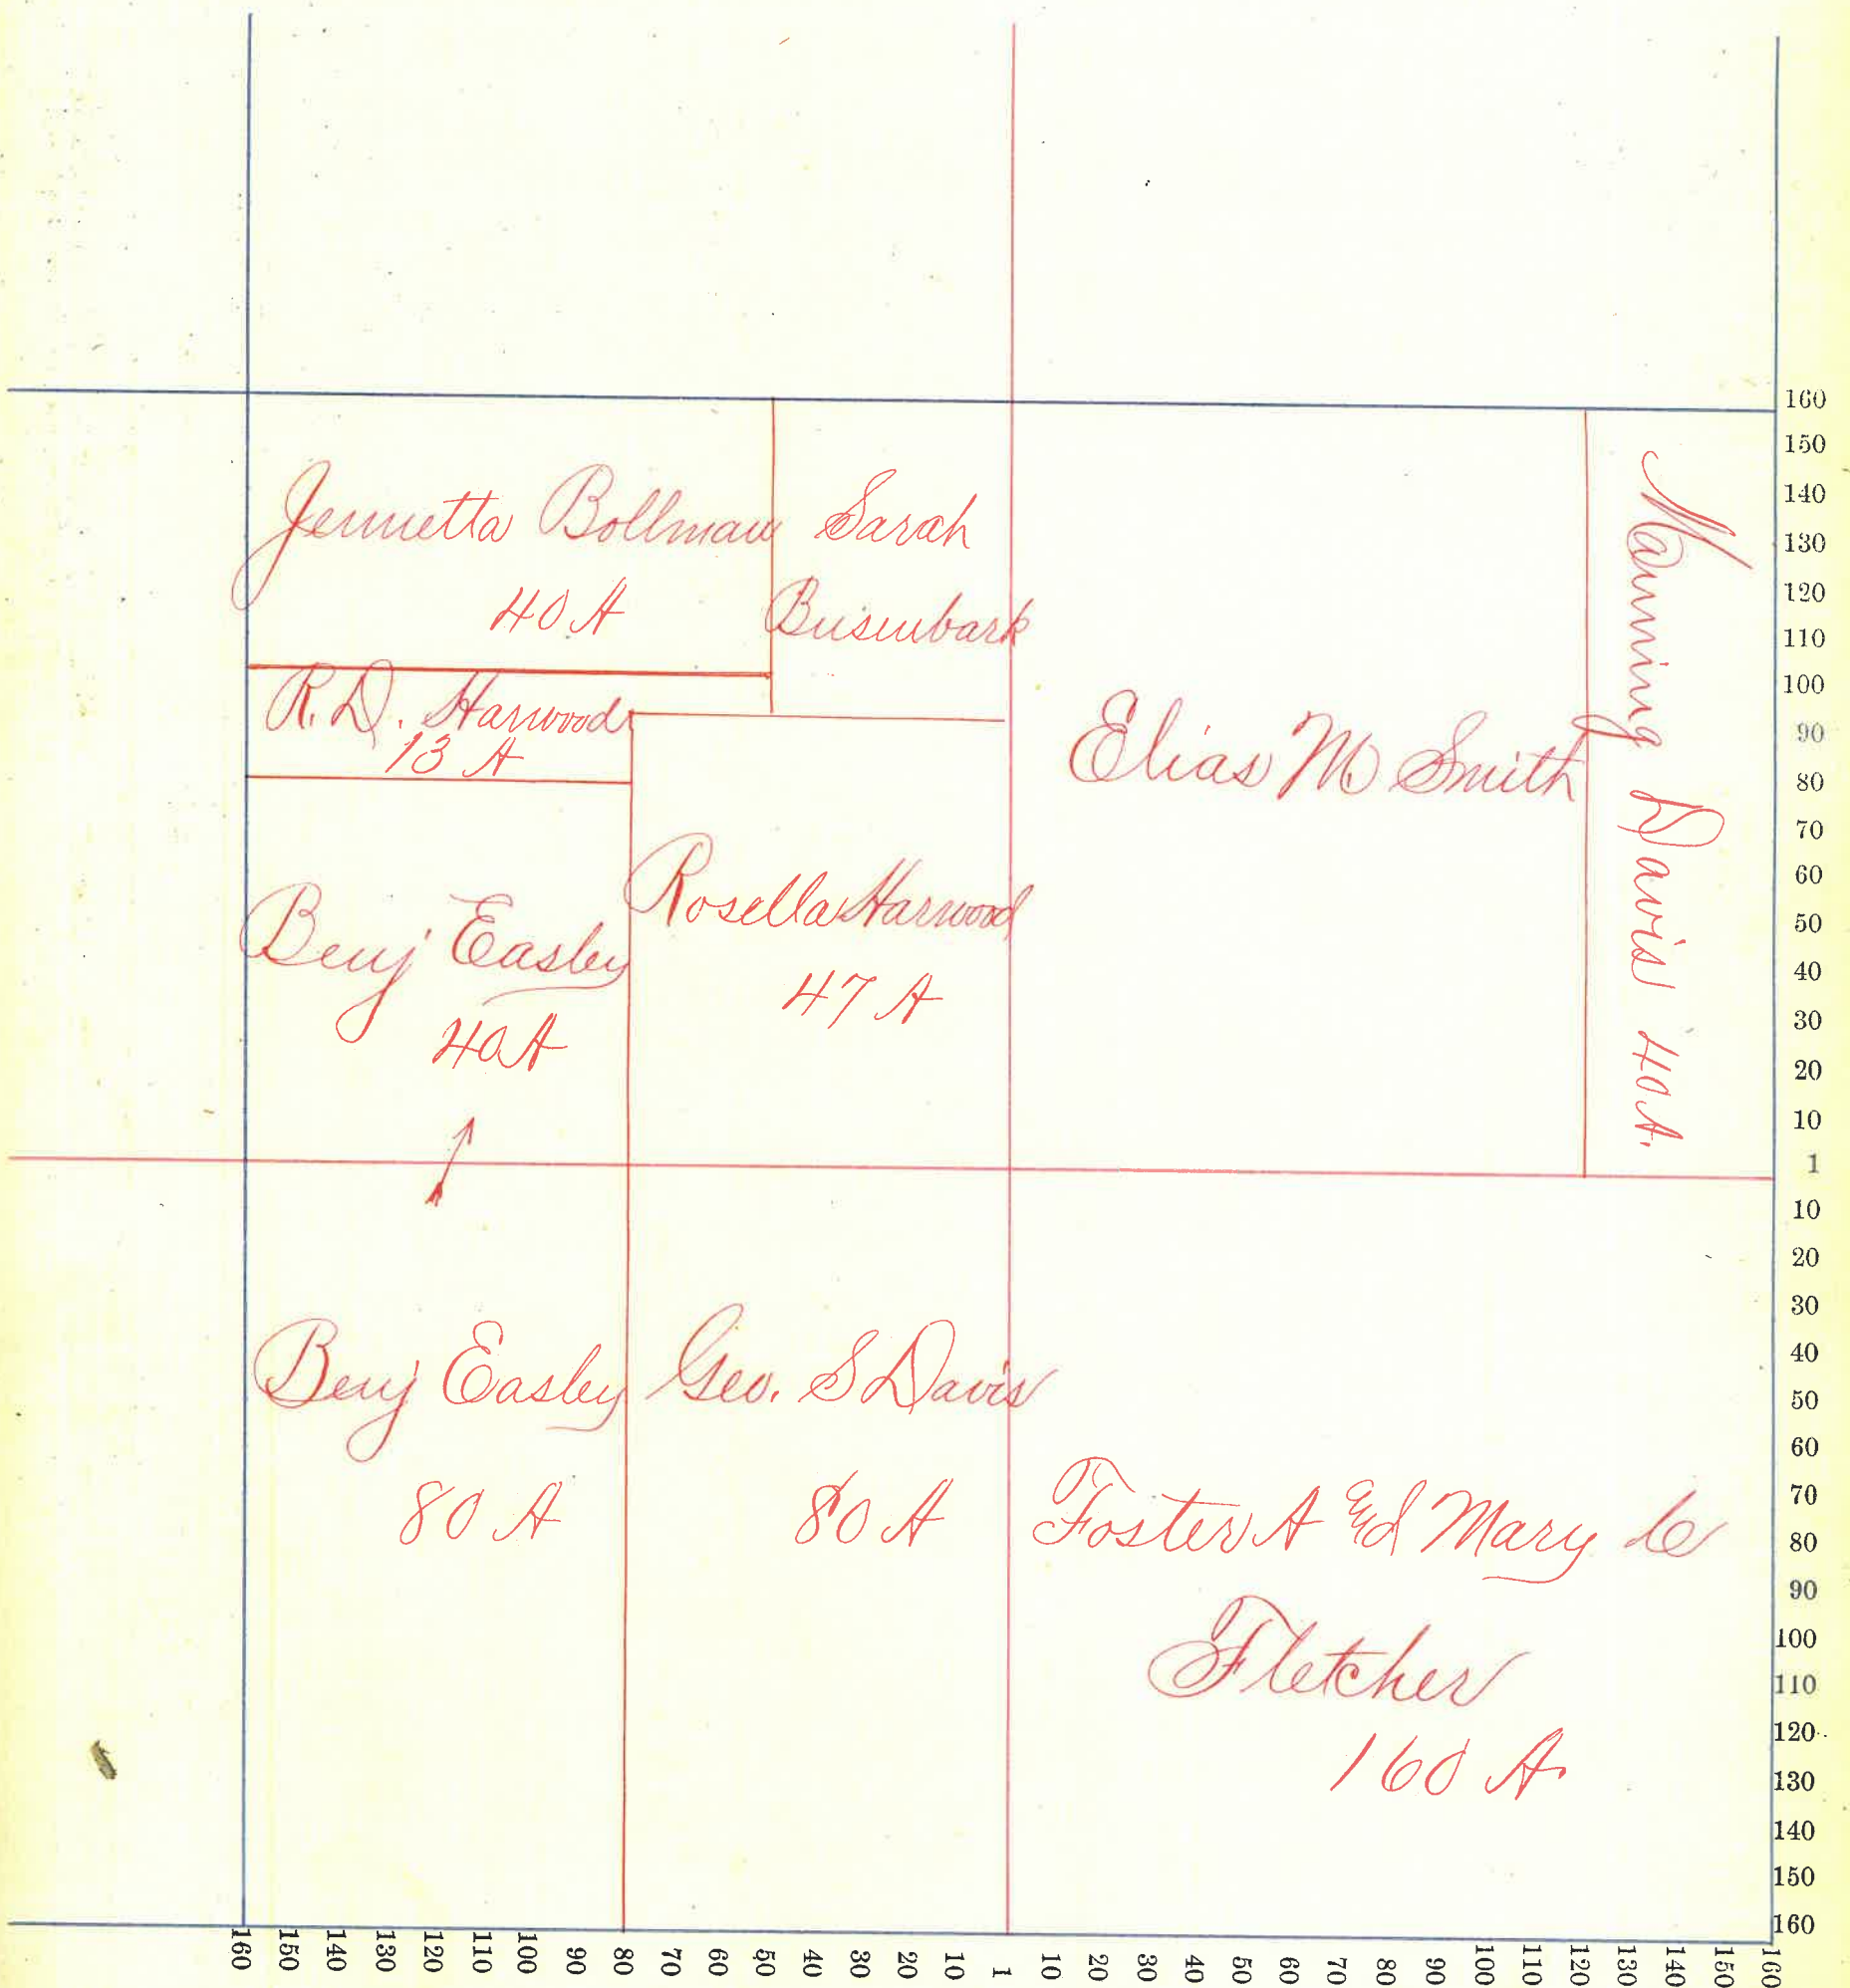 Jennetta Bollman
40 A
Sarah
Busenbark
R. D. Harwood
13 A
Elias M Smith
Manning Davis 40 A.
Benj Easley
40 A
Rosella Harwood
47 A
Benj Easley
80 A
Geo. S Davis
80 A
Foster A & Mary C
Fletcher
160 A.
160
150
140
130
120
110
100
90
80
70
60
50
40
30
20
10
1
10
20
30
40
50
60
70
80
90
100
110
120
130
140
150
160
160 150 140 130 120 110 100 90 80 70 60 50 40 30 20 10 1 10 20 30 40 50 60 70 80 90 100 110 120 130 140 150 160